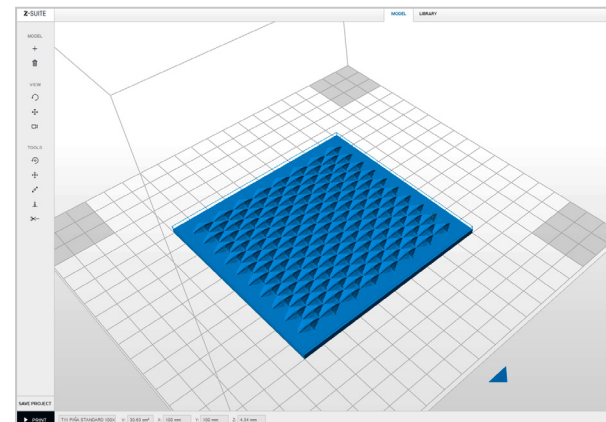 Z-SUITE
MODEL LIBRARY
MODEL
VIEW
TOOLS
SAVE PROJECT
PRINT
X: 100 mm Y: 100 mm Z: 4.34 mm